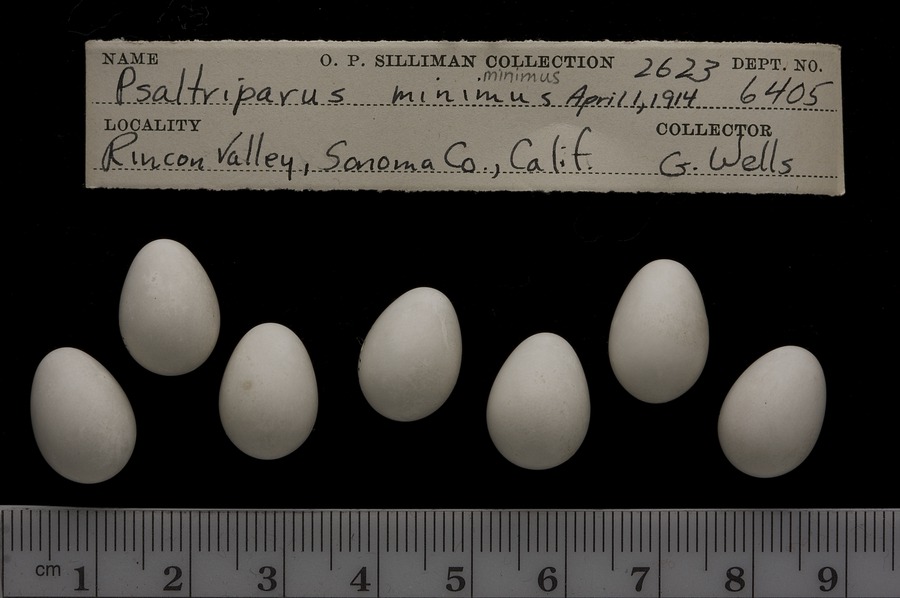 NAME O. P. SILLIMAN COLLECTION 2623 DEPT. NO.
minimus
Psaltriparus minimus April 1, 1914 6405
LOCALITY COLLECTOR
Rincon Valley, Sonoma Co., Calif. G. Wells
cm 1 2 3 4 5 6 7 8 9